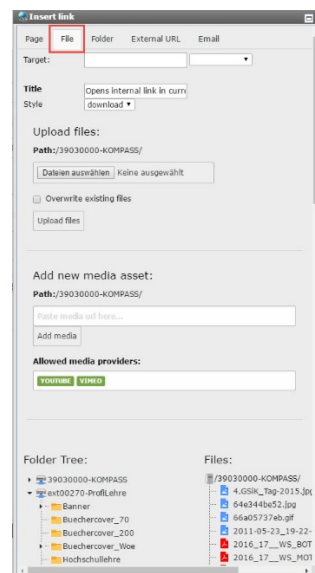 Insert link
Page File Folder External URL Email
Target:
Title Opens internal link in curn
Style download
Upload files:
Path:/39030000-KOMPASS/
Dateien auswählen Keine ausgewählt
Overwrite existing files
Upload files
Add new media asset:
Path:/39030000-KOMPASS/
Paste media url here...
Add media
Allowed media providers:
YOUTUBE VIMEO
Folder Tree: Files:
39030000-KOMPASS /39030000-KOMPASS/
ext00270-ProfiLehre 4.GSiK_Tag-2015.jpg
Banner 64e344be52.jpg
Buechercover_70 66a05737eb.gif
Buechercover_200 2011-05-23_19-22-
Buechercover_Woe 2016_17__WS_BOT
Hochschullehre 2016_17__WS_MOT